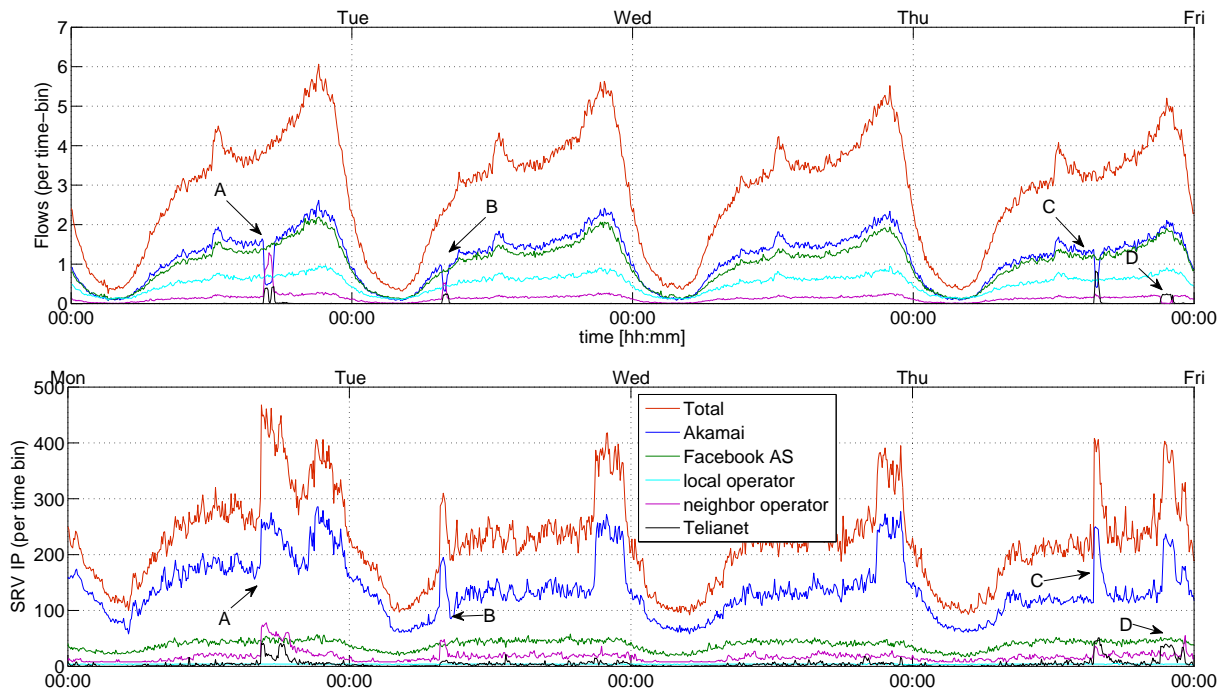 Tue Wed Thu Fri
7
6
5
4
3
2
1
0
Flows (per time−bin)
A
B
C
D
00:00 00:00 00:00 00:00 00:00
time [hh:mm]
Mon Tue Wed Thu Fri
500
400
300
200
100
0
SRV IP (per time bin)
Total
Akamai
Facebook AS
local operator
neighbor operator
Telianet
A
B
C
D
00:00 00:00 00:00 00:00 00:00